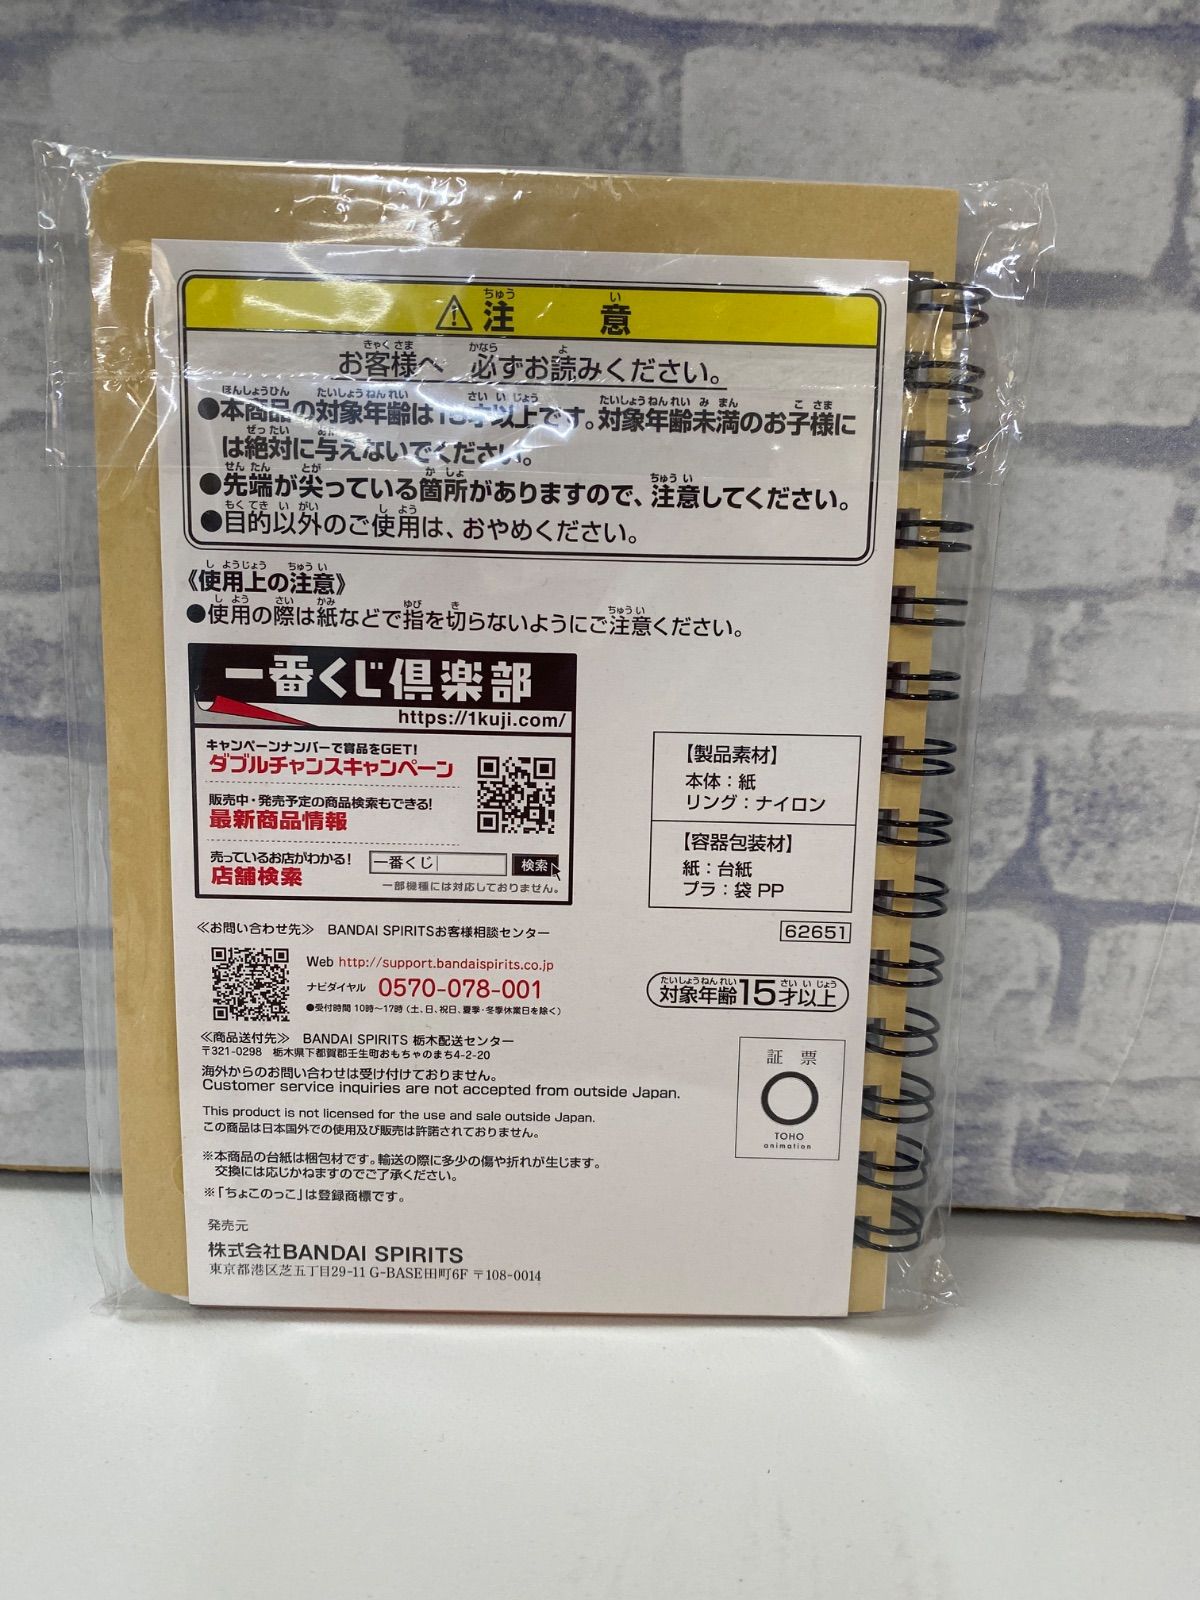 ⚠注意
お客様へ 必ずお読みください。
●本商品の対象年齢は15才以上です。対象年齢未満のお子様に
は絶対に与えないでください。
●先端が尖っている箇所がありますので、注意してください。
●目的以外のご使用は、おやめください。
《使用上の注意》
●使用の際は紙などで指を切らないようにご注意ください。
一番くじ倶楽部
https://1kuji.com/
キャンペーンナンバーで賞品をGET!
ダブルチャンスキャンペーン
販売中・発売予定の商品検索もできる!
最新商品情報
売っているお店がわかる!
店舗検索
一番くじ
検索
一部機種には対応しておりません。
【製品素材】
本体：紙
リング：ナイロン
【容器包装材】
紙：台紙
プラ：袋 PP
62651
≪お問い合わせ先≫ BANDAI SPIRITSお客様相談センター
Web http://support.bandaispirits.co.jp
ナビダイヤル 0570-078-001
●受付時間 10時〜17時（土、日、祝日、夏季・冬季休業日を除く）
対象年齢15才以上
≪商品送付先≫ BANDAI SPIRITS 栃木配送センター
〒321-0298 栃木県下都賀郡壬生町おもちゃのまち4-2-20
海外からのお問い合わせは受け付けておりません。
Customer service inquiries are not accepted from outside Japan.
This product is not licensed for the use and sale outside Japan.
この商品は日本国外での使用及び販売は許諾されておりません。
証票
TOHO
animation
※本商品の台紙は梱包材です。輸送の際に多少の傷や折れが生じます。
交換には応じかねますのでご了承ください。
※「ちょこのっこ」は登録商標です。
発売元
株式会社BANDAI SPIRITS
東京都港区芝五丁目29-11 G-BASE田町6F 〒108-0014